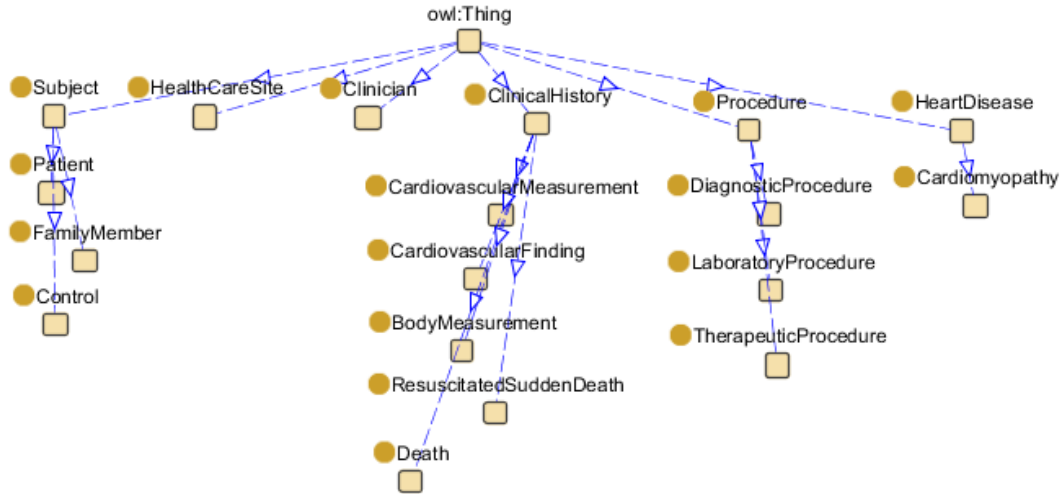 owl:Thing
Subject
HealthCareSite
Clinician
ClinicalHistory
Procedure
HeartDisease
Patient
CardiovascularMeasurement
DiagnosticProcedure
Cardiomyopathy
FamilyMember
CardiovascularFinding
LaboratoryProcedure
Control
BodyMeasurement
TherapeuticProcedure
ResuscitatedSuddenDeath
Death